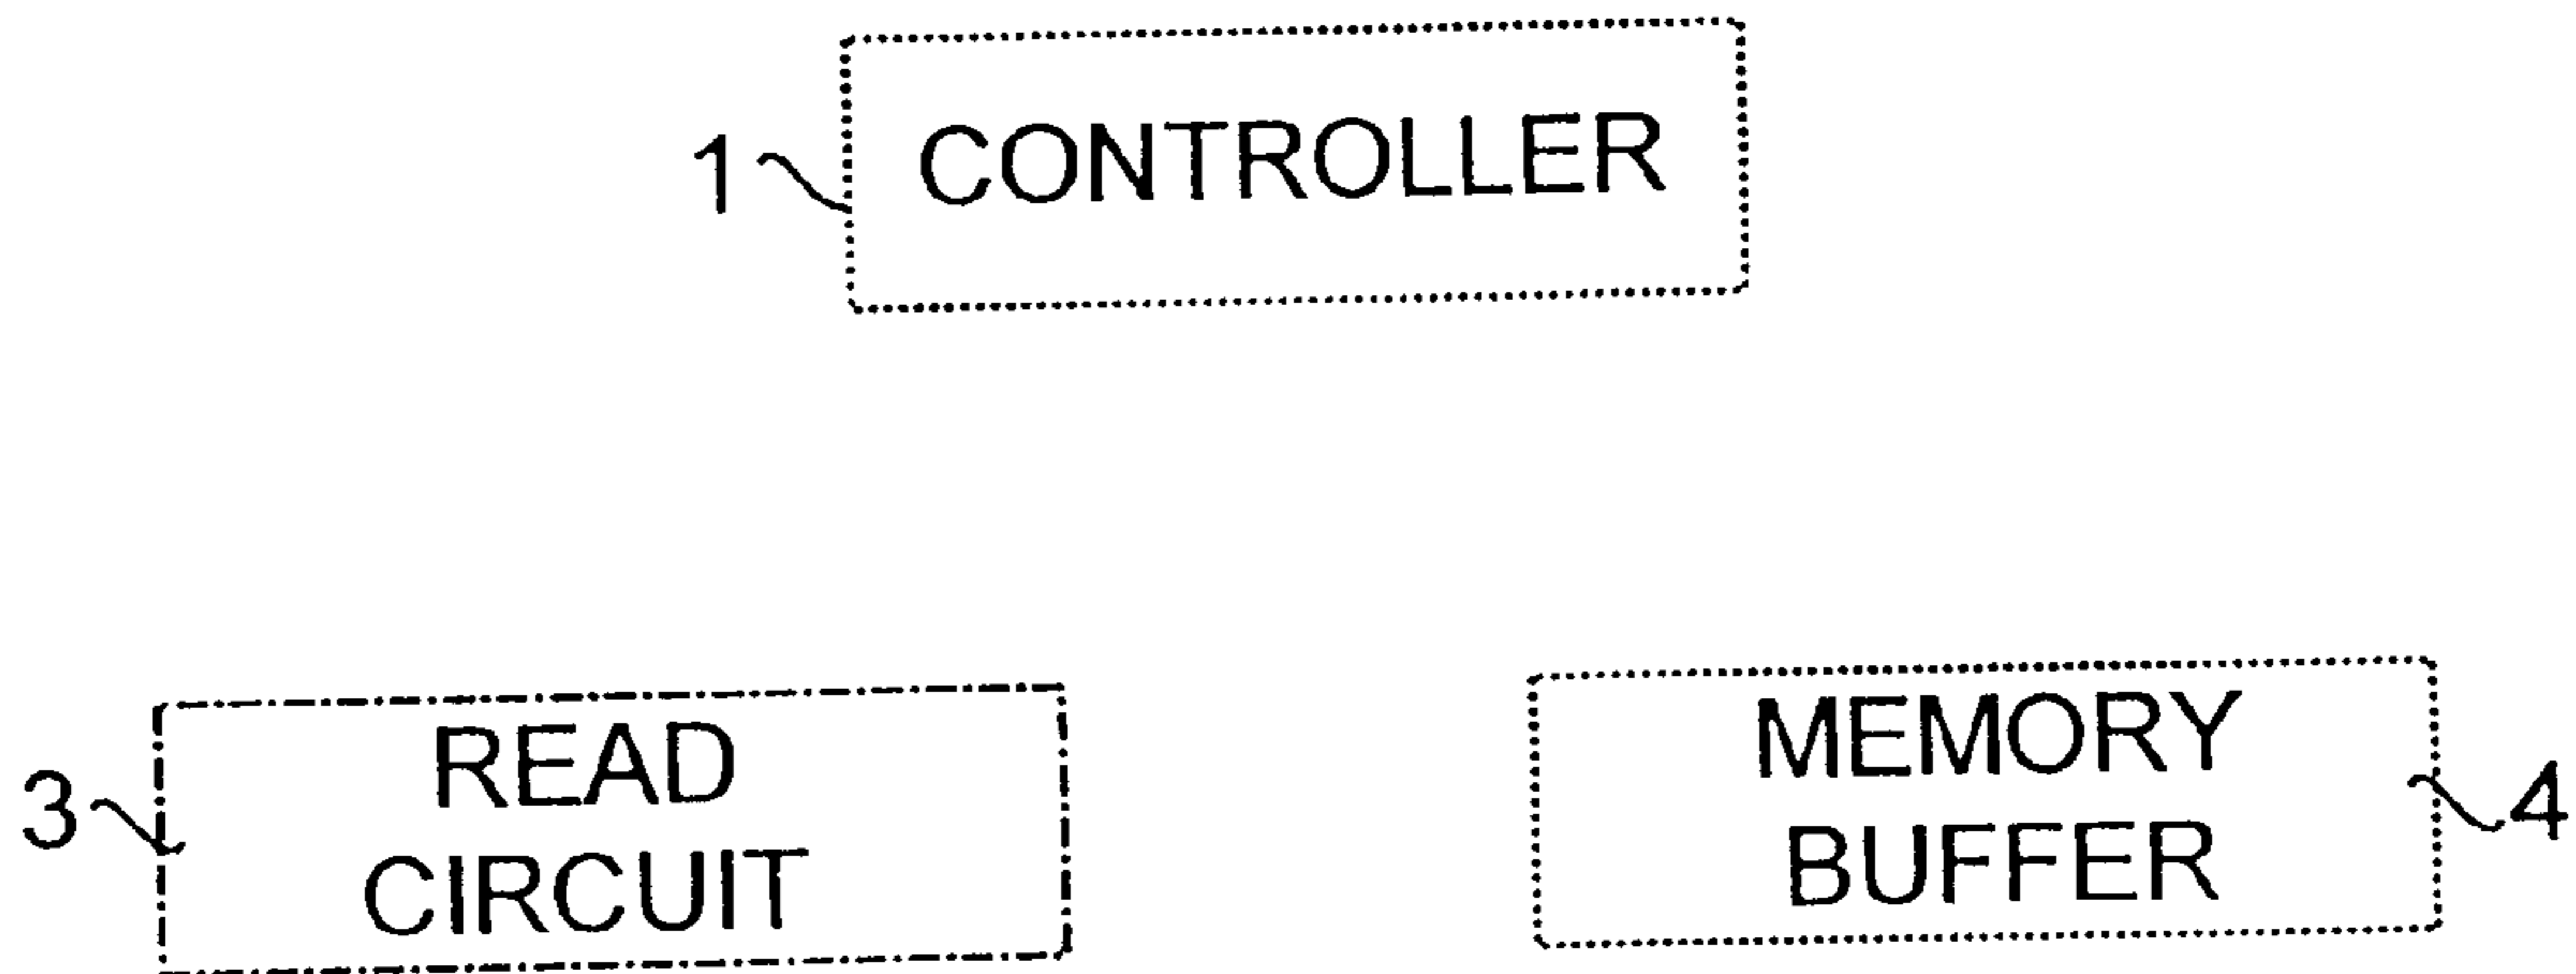 1 CONTROLLER
READ
3
CIRCUIT
MEMORY
BUFFER
4